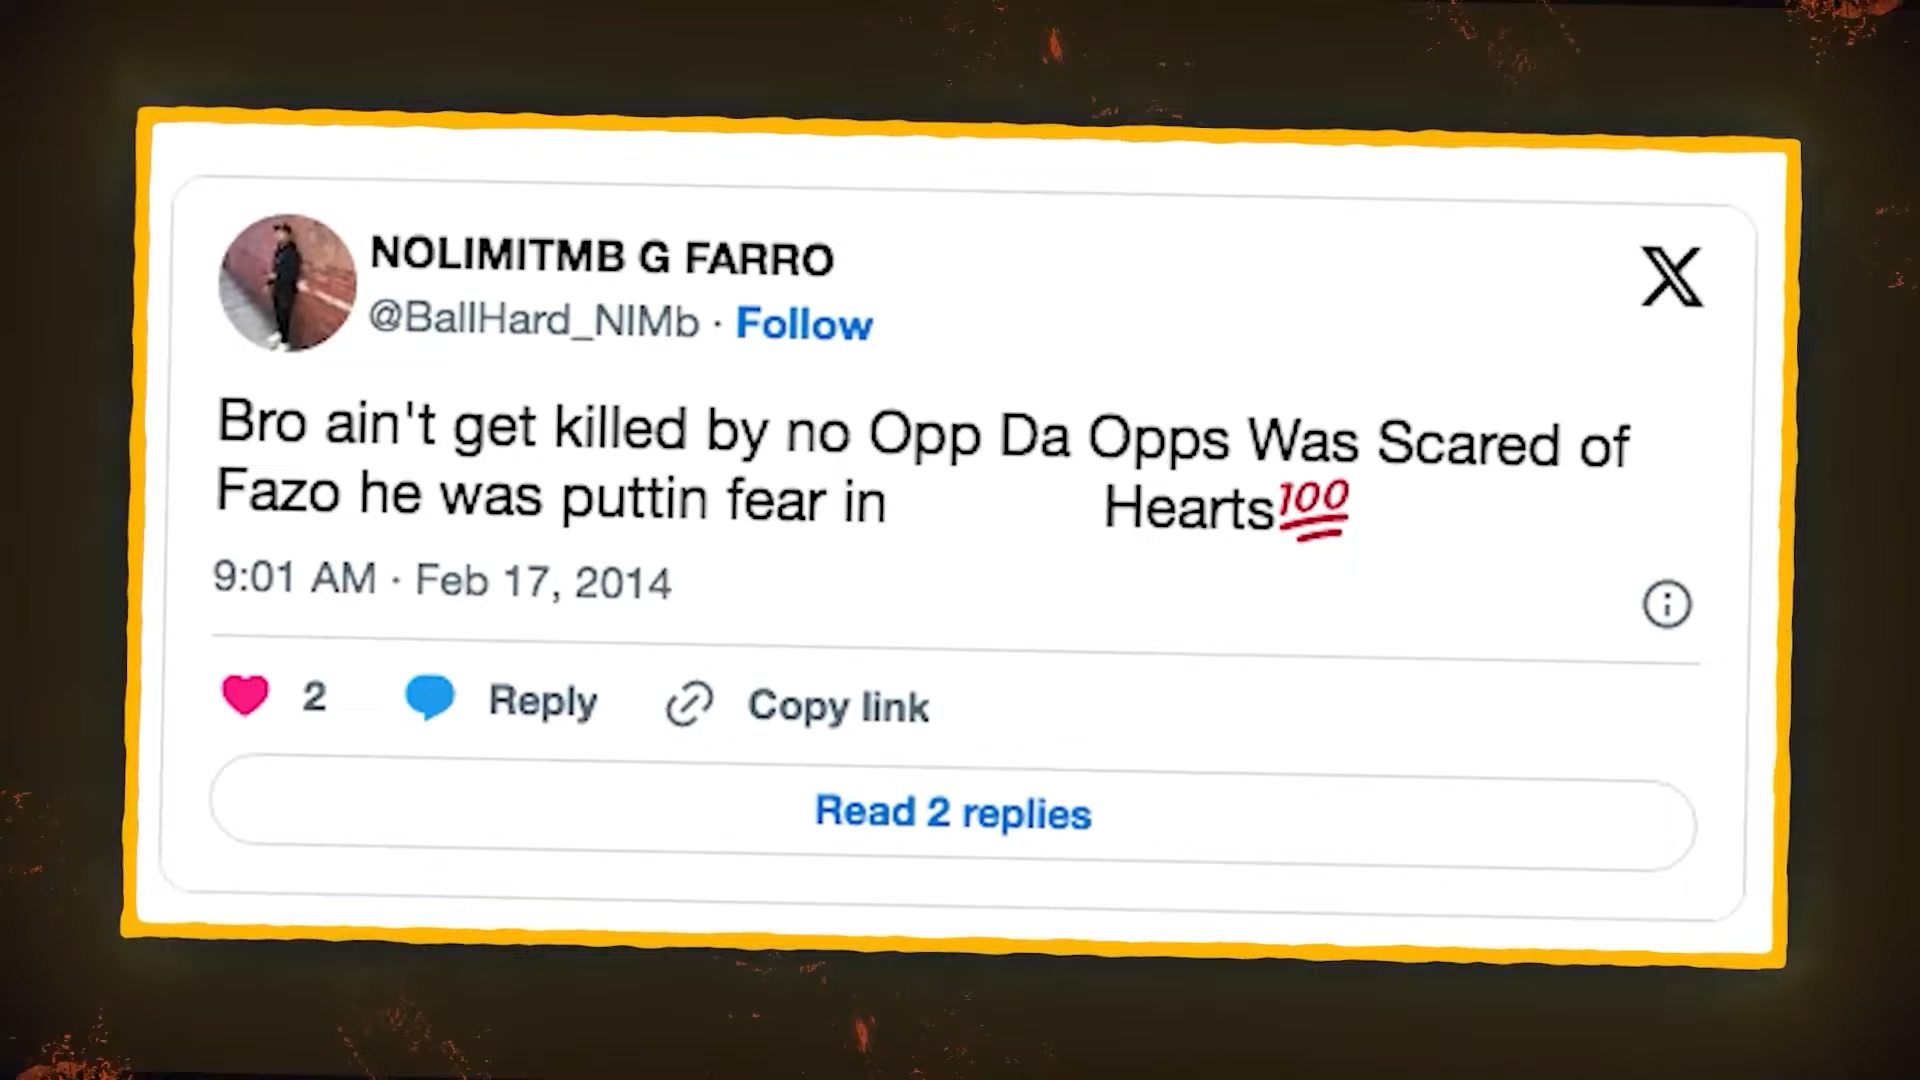 NOLIMITMB G FARRO
@BallHard_NIMb · Follow
Bro ain't get killed by no Opp Da Opps Was Scared of
Fazo he was puttin fear in Hearts💯
9:01 AM · Feb 17, 2014
2 Reply Copy link
Read 2 replies